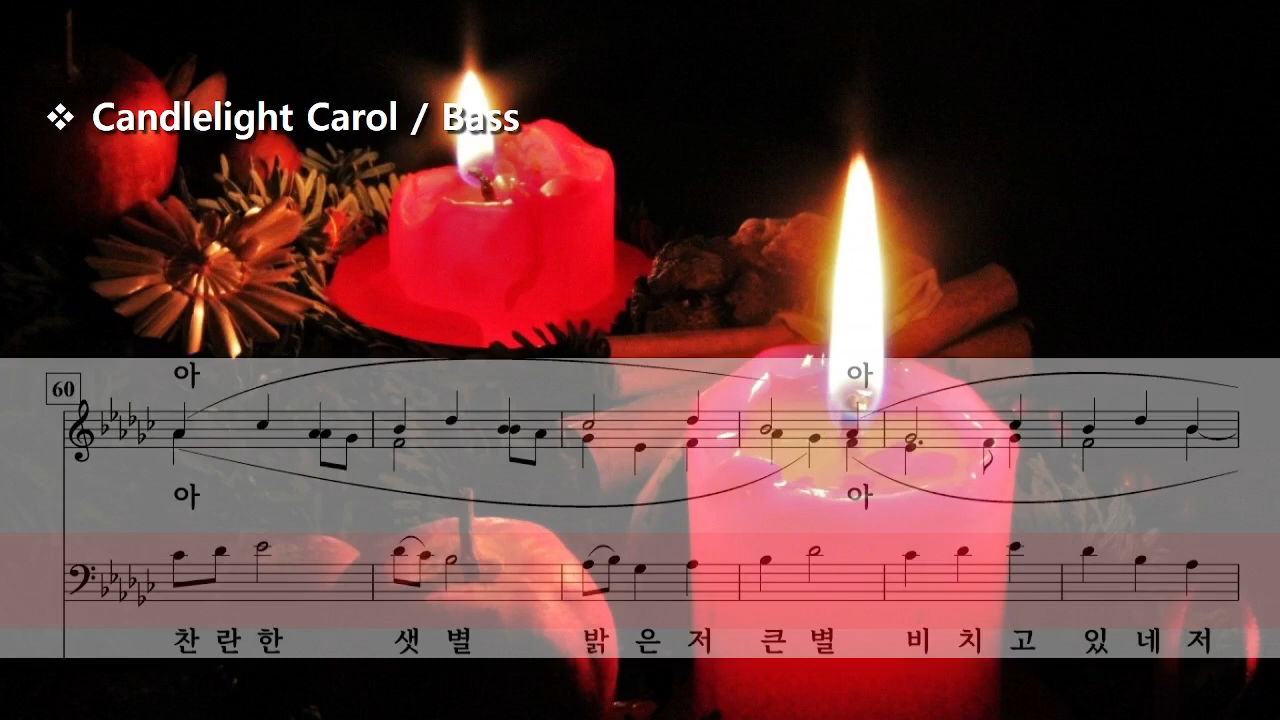 ❖ Candlelight Carol / Bass
60
아 아
아 아
찬 란 한 샛 별 밝 은 저 큰 별 비 치 고 있 네 저